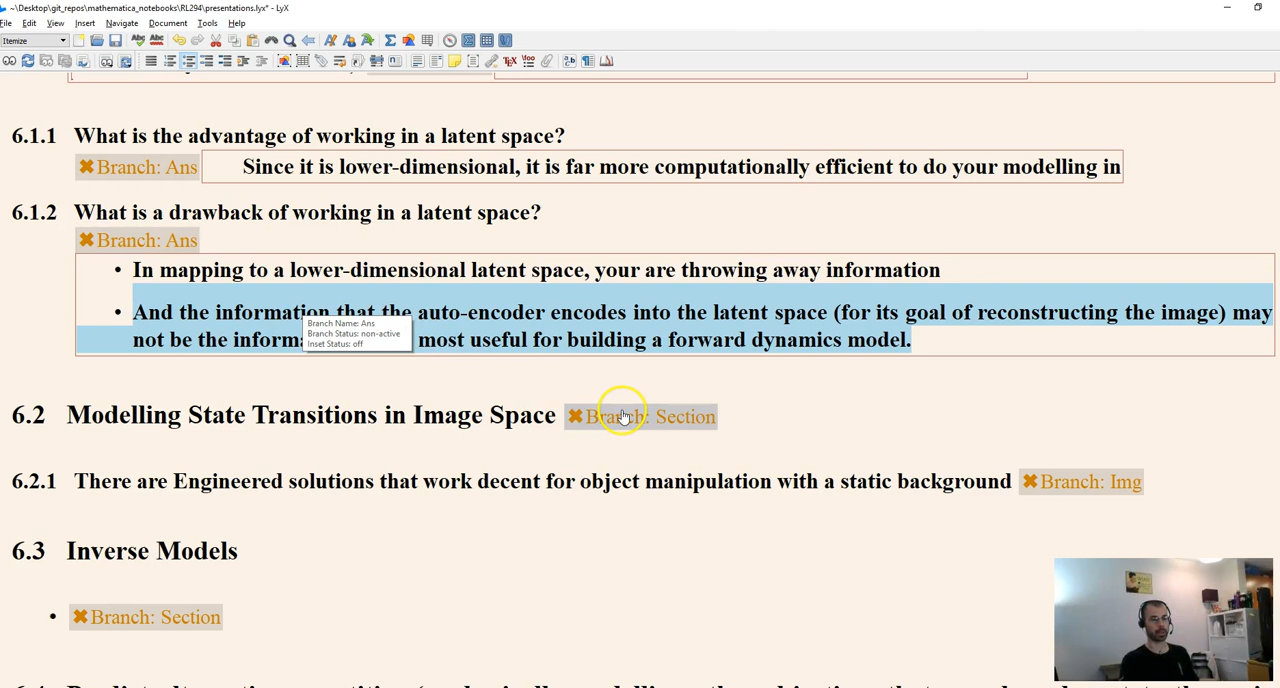 ~\Desktop\git_repos\mathematica_notebooks\RL294\presentations.lyx* - LyX
File Edit View Insert Navigate Document Tools Help
Itemize
6.1.1 What is the advantage of working in a latent space?
Branch: Ans Since it is lower-dimensional, it is far more computationally efficient to do your modelling in
6.1.2 What is a drawback of working in a latent space?
Branch: Ans
• In mapping to a lower-dimensional latent space, your are throwing away information
• And the information that the auto-encoder encodes into the latent space (for its goal of reconstructing the image) may
not be the informa most useful for building a forward dynamics model.
Branch Name: Ans
Branch Status: non-active
Inset Status: off
6.2 Modelling State Transitions in Image Space Branch: Section
6.2.1 There are Engineered solutions that work decent for object manipulation with a static background Branch: Img
6.3 Inverse Models
• Branch: Section